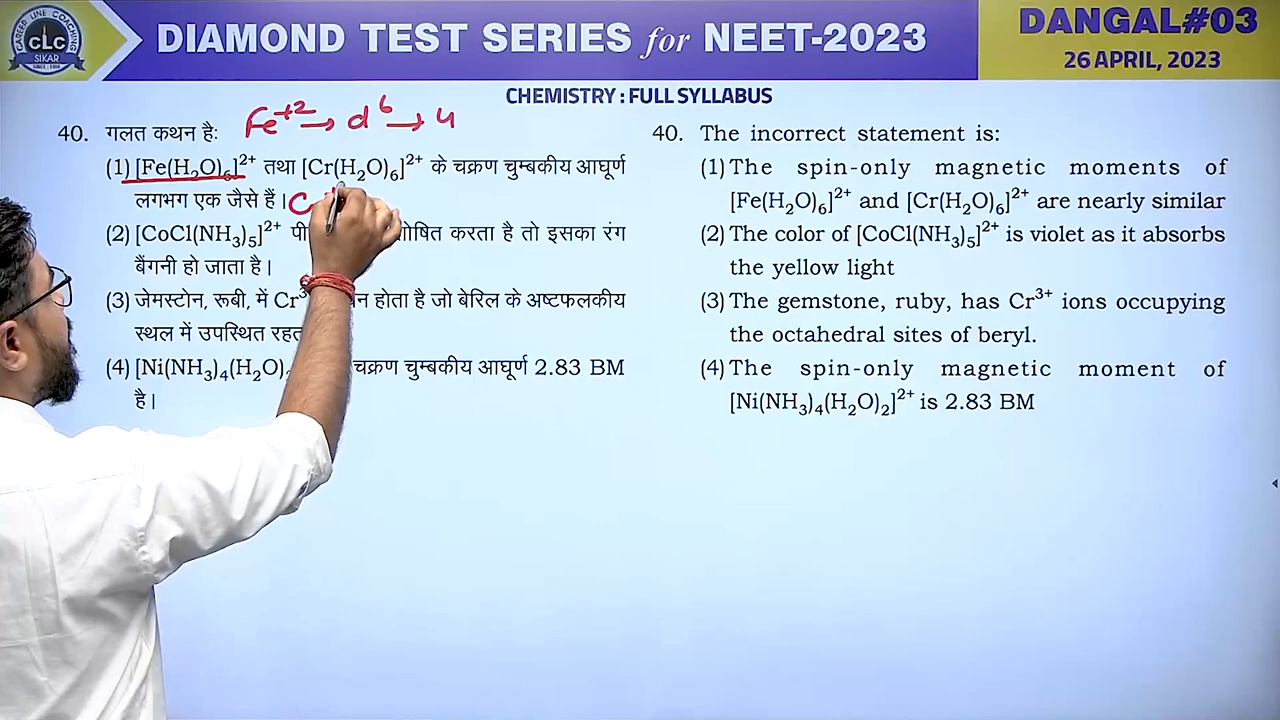 CAREER LINE COACHING
CLC
SIKAR
DIAMOND TEST SERIES for NEET-2023
DANGAL#03
26 APRIL, 2023
CHEMISTRY : FULL SYLLABUS
Fe+2 → d6 → 4
40. गलत कथन है:
(1) [Fe(H2O)6]2+ तथा [Cr(H2O)6]2+ के चक्रण चुम्बकीय आघूर्ण
लगभग एक जैसे हैं।
(2) [CoCl(NH3)5]2+ करता है तो इसका रंग
बैंगनी हो जाता है।
(3) जेमस्टोन, रूबी, में Cr3 होता है जो बेरिल के अष्टफलकीय
स्थल में उपस्थित
(4) [Ni(NH3)4(H2O) चक्रण चुम्बकीय आघूर्ण 2.83 BM
है।
40. The incorrect statement is:
(1) The spin-only magnetic moments of
[Fe(H2O)6]2+ and [Cr(H2O)6]2+ are nearly similar
(2) The color of [CoCl(NH3)5]2+ is violet as it absorbs
the yellow light
(3) The gemstone, ruby, has Cr3+ ions occupying
the octahedral sites of beryl.
(4) The spin-only magnetic moment of
[Ni(NH3)4(H2O)2]2+ is 2.83 BM